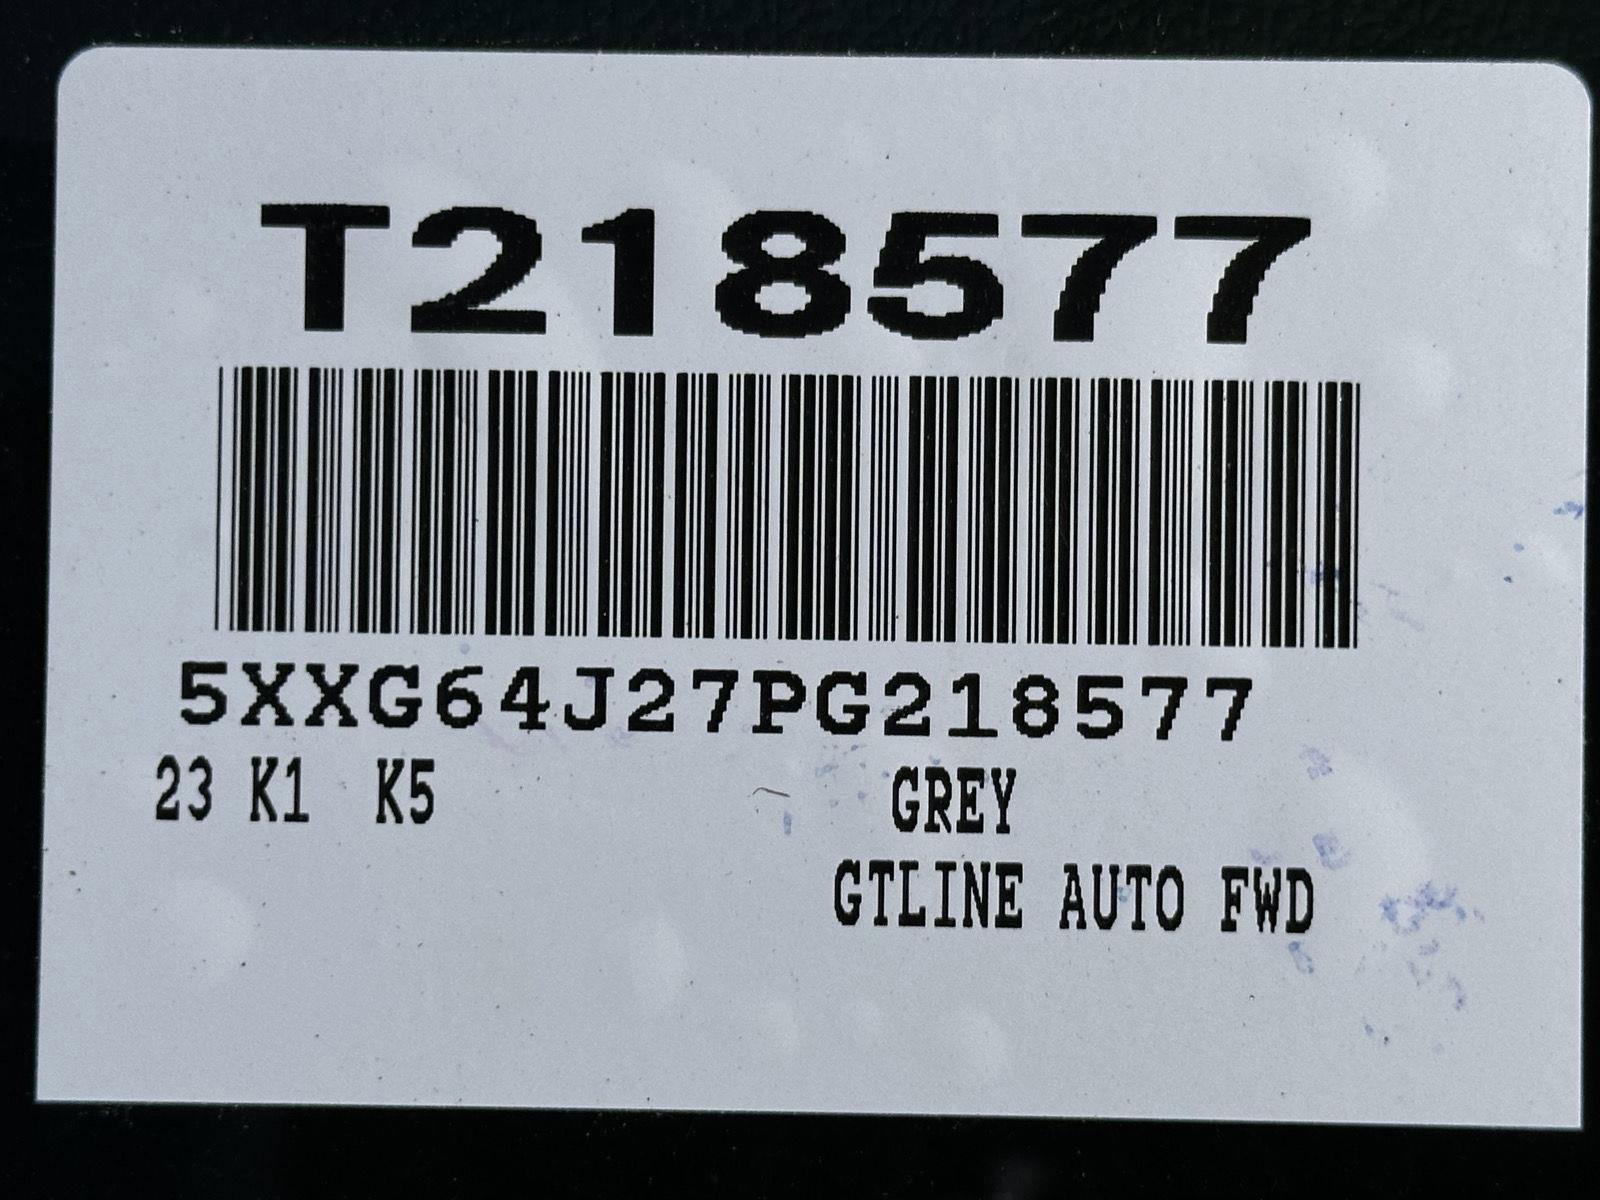 T218577
5XXG64J27PG218577
23 K1 K5 GREY
GTLINE AUTO FWD